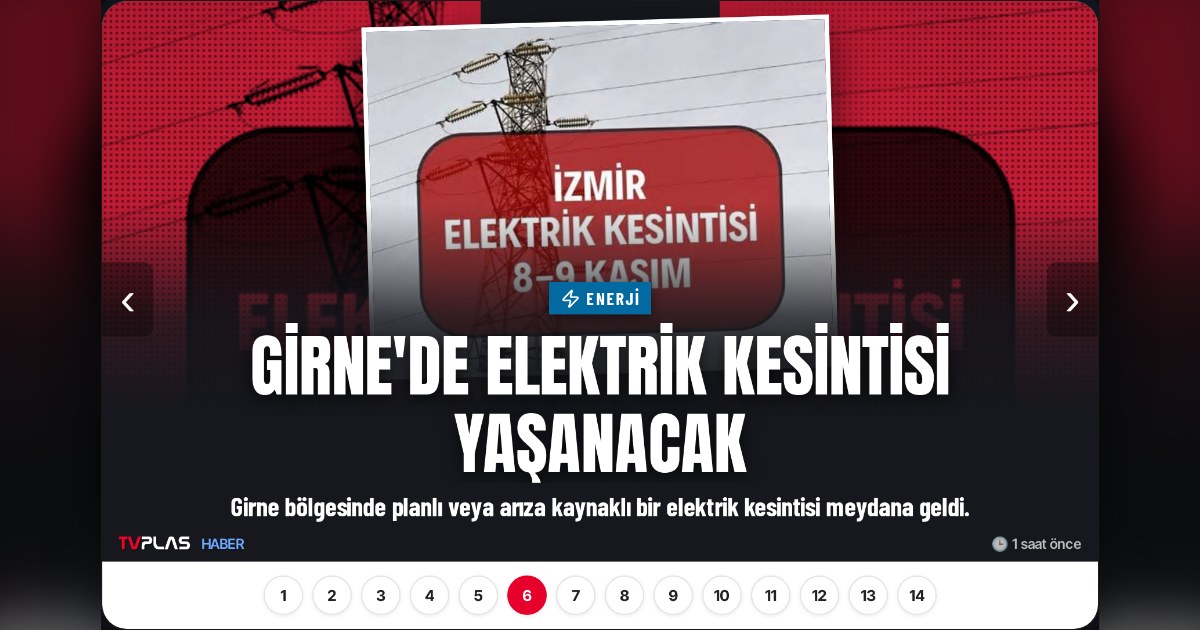 İZMİR
ELEKTRİK KESİNTİSİ
8–9 KASIM
ENERJİ
GİRNE'DE ELEKTRİK KESİNTİSİ
YAŞANACAK
Girne bölgesinde planlı veya arıza kaynaklı bir elektrik kesintisi meydana geldi.
TVPLAS HABER
1 saat önce
1 2 3 4 5 6 7 8 9 10 11 12 13 14